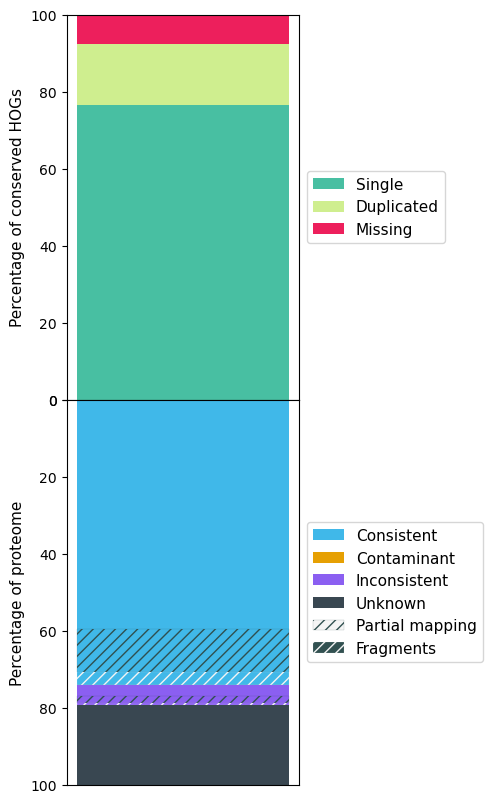 100
80
60
40
20
0
Percentage of conserved HOGs
Single
Duplicated
Missing
0
20
40
60
80
100
Percentage of proteome
Consistent
Contaminant
Inconsistent
Unknown
Partial mapping
Fragments